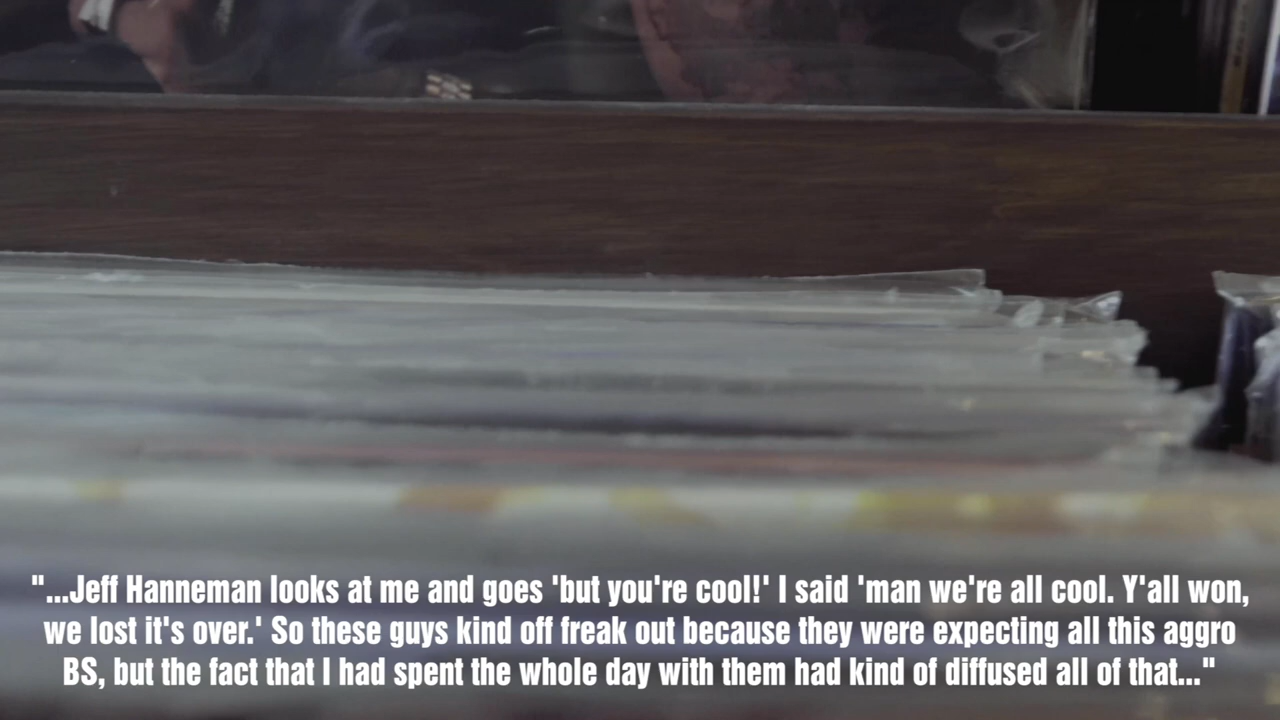 "...Jeff Hanneman looks at me and goes 'but you're cool!' I said 'man we're all cool. Y'all won,
we lost it's over.' So these guys kind off freak out because they were expecting all this aggro
BS, but the fact that I had spent the whole day with them had kind of diffused all of that..."